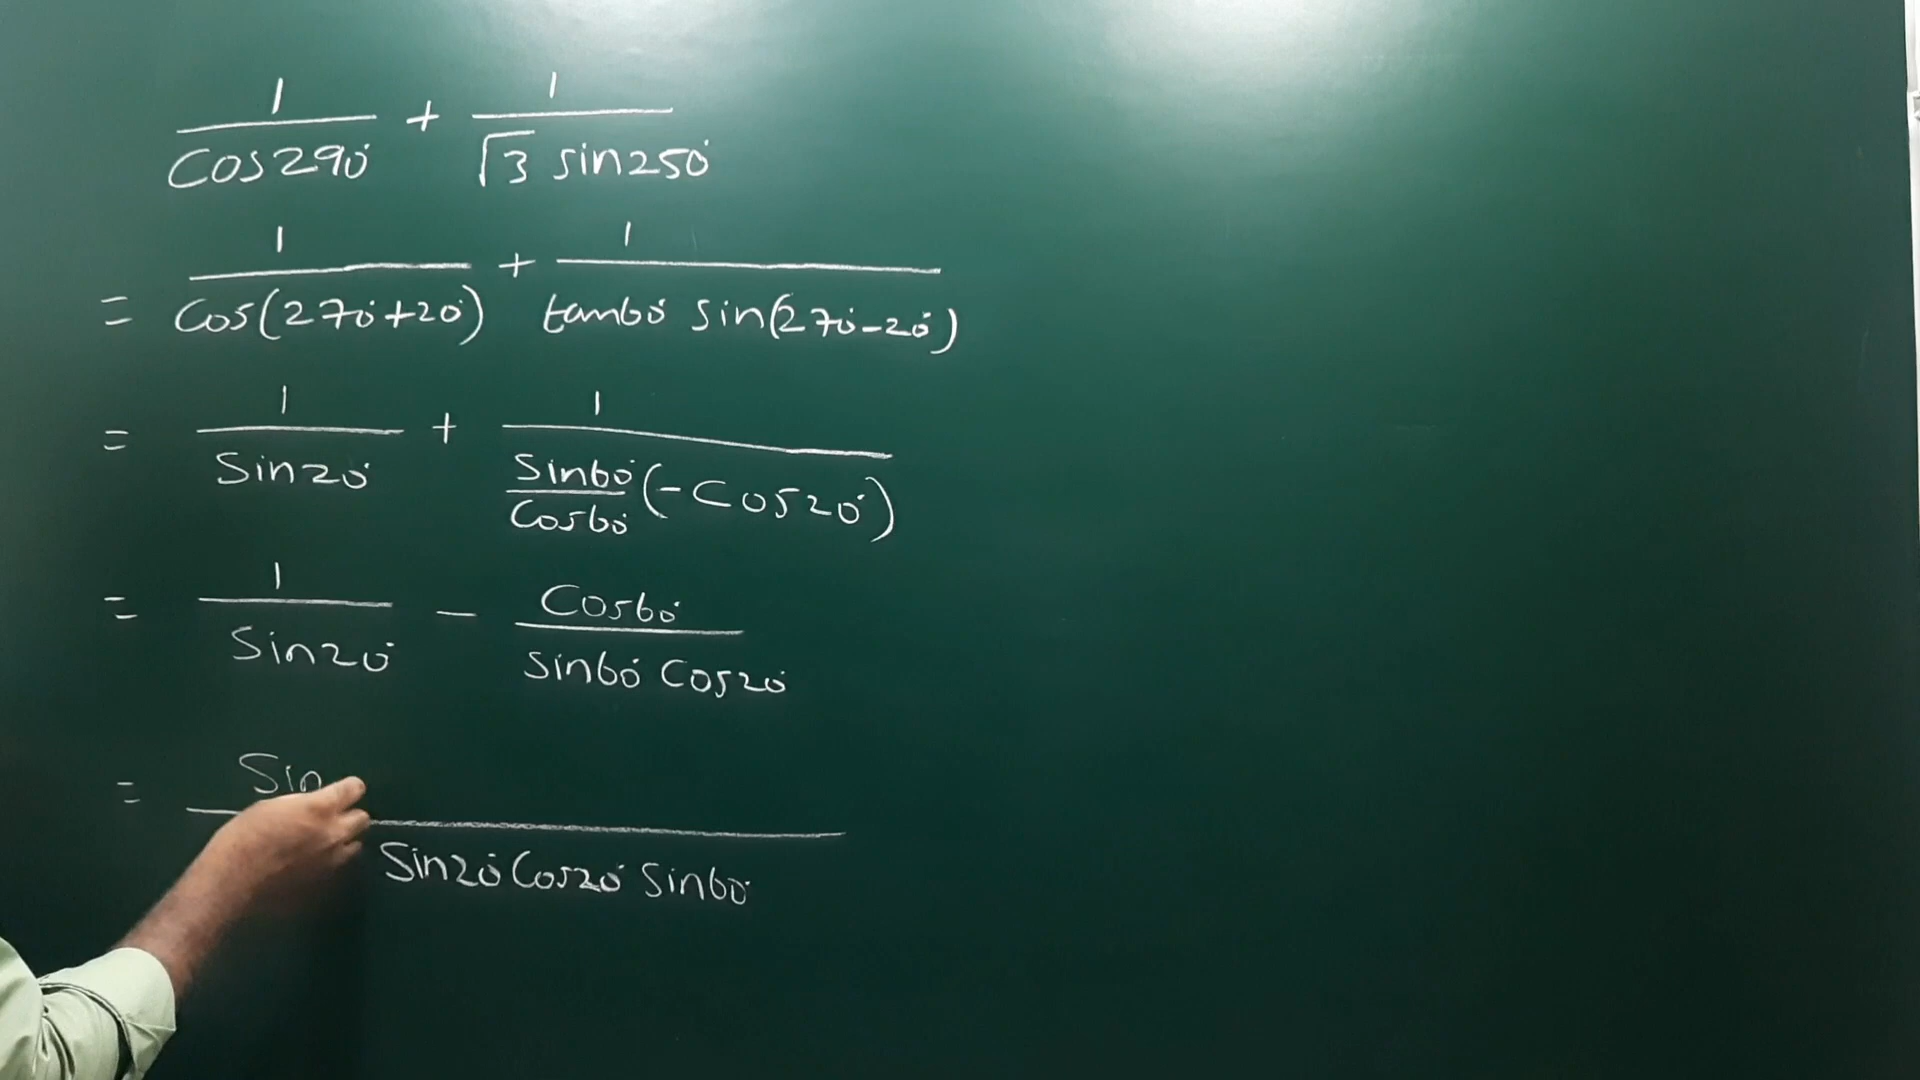 1/cos290° + 1/√3 sin250°
= 1/cos(270°+20°) + 1/tan60° sin(270°-20°)
= 1/sin20° + 1/(sin60°/cos60°)(-cos20°)
= 1/sin20° - cos60°/sin60° cos20°
= Sin /Sin20° Cos20° Sin60°